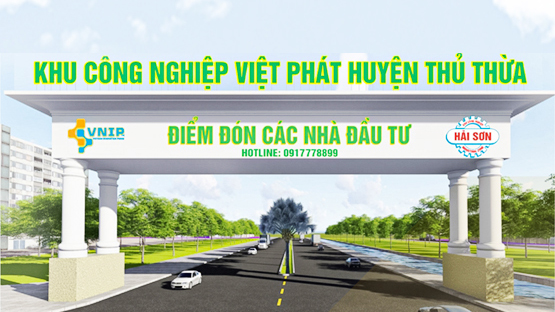 KHU CÔNG NGHIỆP VIỆT PHÁT HUYỆN THỦ THỪA
VNIP
ĐIỂM ĐÓN CÁC NHÀ ĐẦU TƯ
HOTLINE: 0917778899
HẢI SƠN